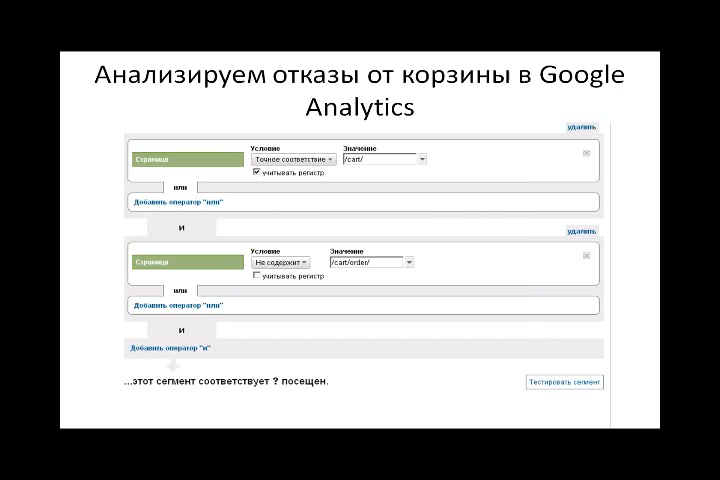 Анализируем отказы от корзины в Google
Analytics
удалить
Условие Значение
Страница Точное соответствие /cart/
учитывать регистр
или
Добавить оператор "или"
и
удалить
Условие Значение
Страница Не содержит /cart/order/
учитывать регистр
или
Добавить оператор "или"
и
Добавить оператор "и"
...этот сегмент соответствует ? посещен.
Тестировать сегмент